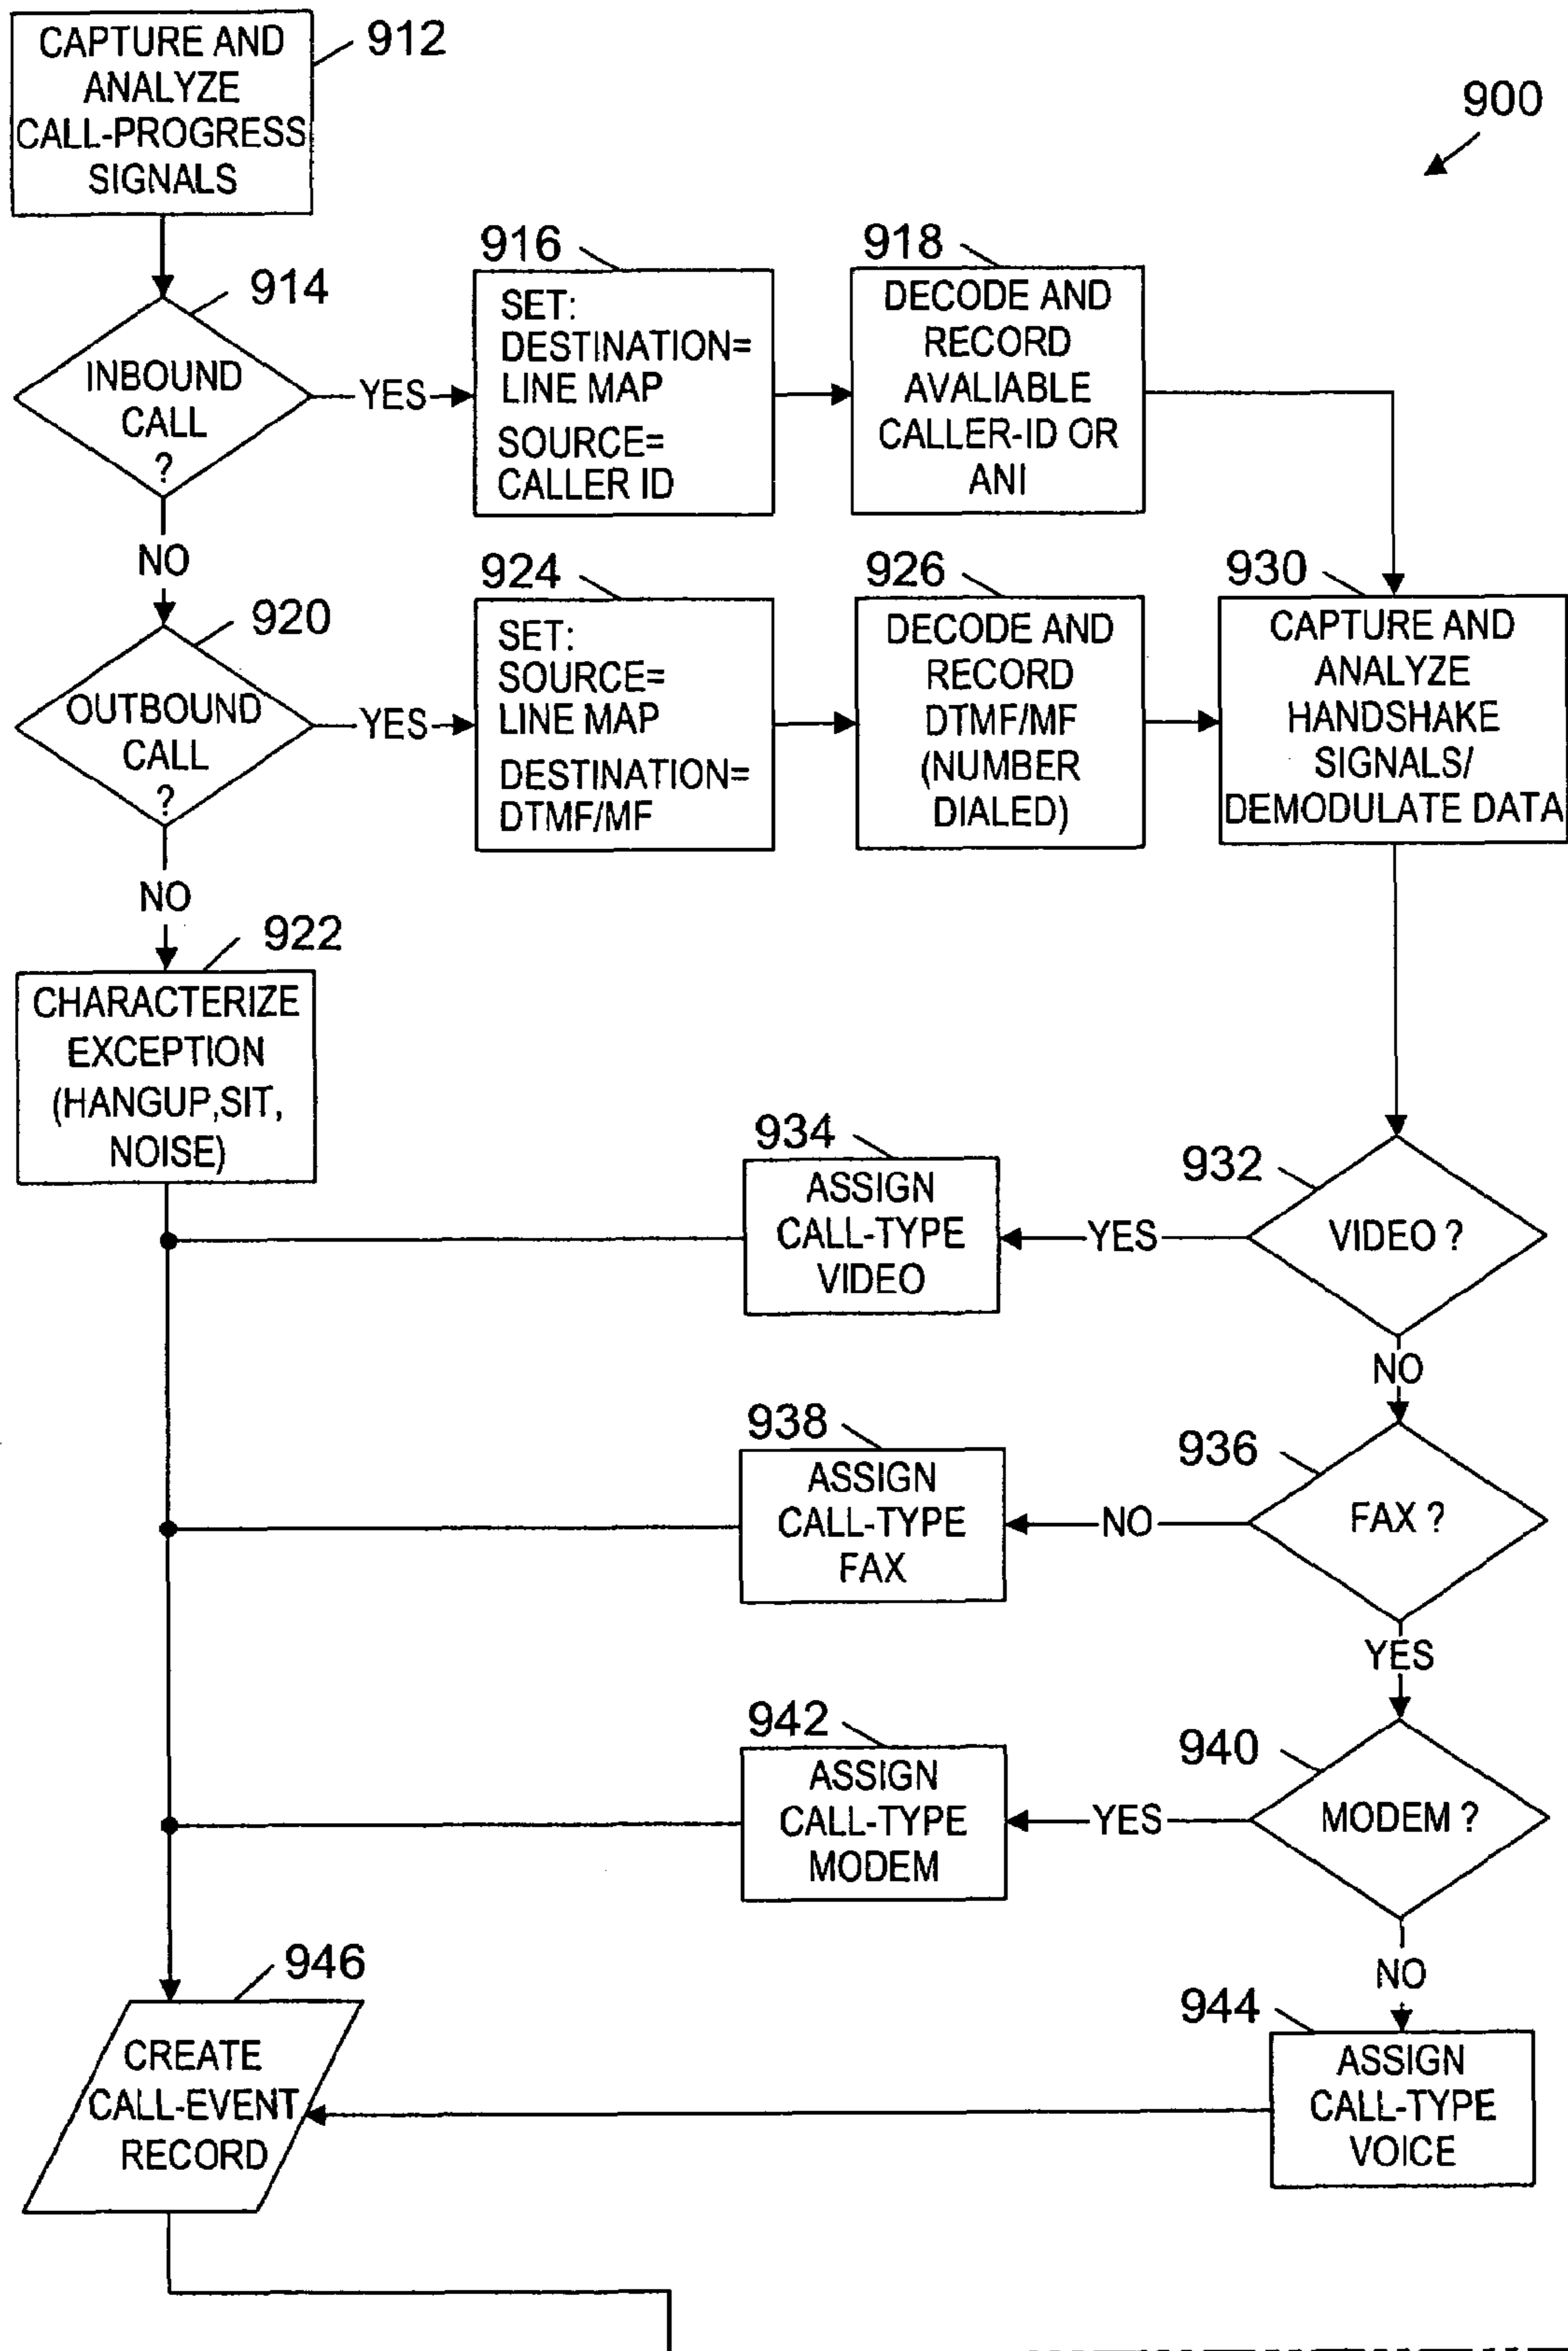 CAPTURE AND
ANALYZE
CALL-PROGRESS
SIGNALS
912
900
914
INBOUND
CALL
?
YES
NO
916
SET:
DESTINATION=
LINE MAP
SOURCE=
CALLER ID
918
DECODE AND
RECORD
AVALIABLE
CALLER-ID OR
ANI
920
OUTBOUND
CALL
?
YES
NO
924
SET:
SOURCE=
LINE MAP
DESTINATION=
DTMF/MF
926
DECODE AND
RECORD
DTMF/MF
(NUMBER
DIALED)
930
CAPTURE AND
ANALYZE
HANDSHAKE
SIGNALS/
DEMODULATE DATA
922
CHARACTERIZE
EXCEPTION
(HANGUP,SIT,
NOISE)
934
ASSIGN
CALL-TYPE
VIDEO
YES
932
VIDEO ?
NO
938
ASSIGN
CALL-TYPE
FAX
NO
936
FAX ?
YES
942
ASSIGN
CALL-TYPE
MODEM
YES
940
MODEM ?
NO
946
CREATE
CALL-EVENT
RECORD
944
ASSIGN
CALL-TYPE
VOICE